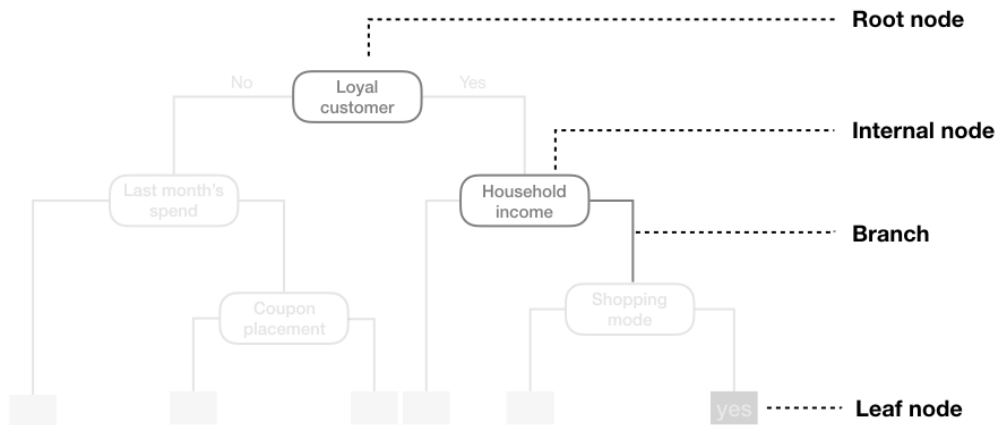 Root node
No
Yes
Loyal
customer
Internal node
Last month's
spend
Household
income
Branch
Coupon
placement
Shopping
mode
yes
Leaf node